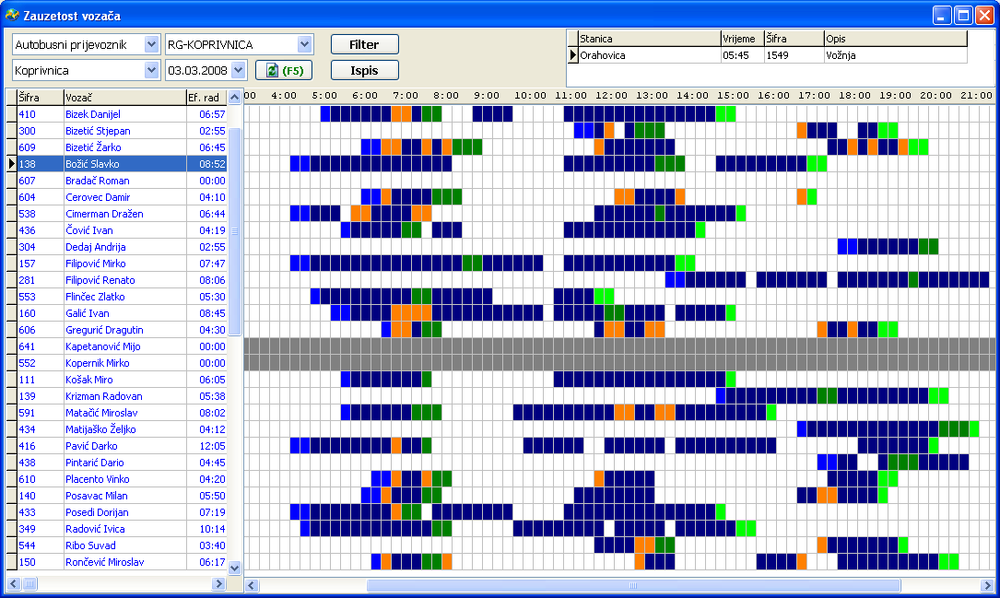 Zauzetost vozača
Autobusni prijevoznik RG-KOPRIVNICA Filter
Koprivnica 03.03.2008 (F5) Ispis
Stanica Vrijeme Šifra Opis
Orahovica 05:45 1549 Vožnja
Šifra Vozač Ef. rad
:00 4:00 5:00 6:00 7:00 8:00 9:00 10:00 11:00 12:00 13:00 14:00 15:00 16:00 17:00 18:00 19:00 20:00 21:00
410 Bizek Danijel 06:57
300 Bizetić Stjepan 02:55
609 Bizetić Žarko 06:45
138 Božić Slavko 08:52
607 Bradač Roman 00:00
604 Cerovec Damir 04:10
538 Cimerman Dražen 06:44
436 Čović Ivan 04:19
304 Dedaj Andrija 02:55
157 Filipović Mirko 07:47
281 Filipović Renato 08:06
553 Flinčec Zlatko 05:30
160 Galić Ivan 08:45
606 Gregurić Dragutin 04:30
641 Kapetanović Mijo 00:00
552 Kopernik Mirko 00:00
111 Košak Miro 06:05
139 Krizman Radovan 05:38
591 Matačić Miroslav 08:02
434 Matijaško Željko 04:12
416 Pavić Darko 12:05
438 Pintarić Dario 04:45
610 Placento Vinko 04:20
140 Posavac Milan 05:50
433 Posedi Dorijan 07:19
349 Radović Ivica 10:14
544 Ribo Suvad 03:40
150 Rončević Miroslav 06:17